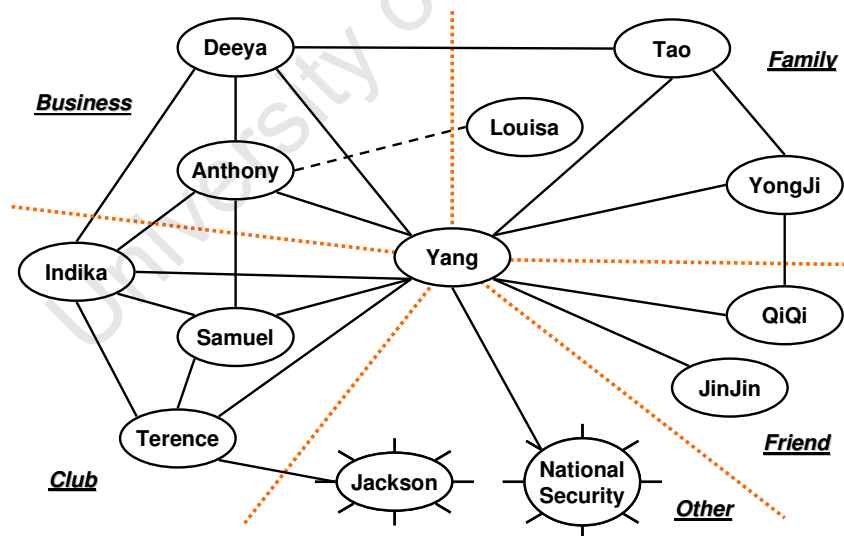 Deeya
Tao
Family
Business
Louisa
Anthony
YongJi
Yang
Indika
QiQi
Samuel
JinJin
Terence
Friend
National
Security
Jackson
Club
Other
University o